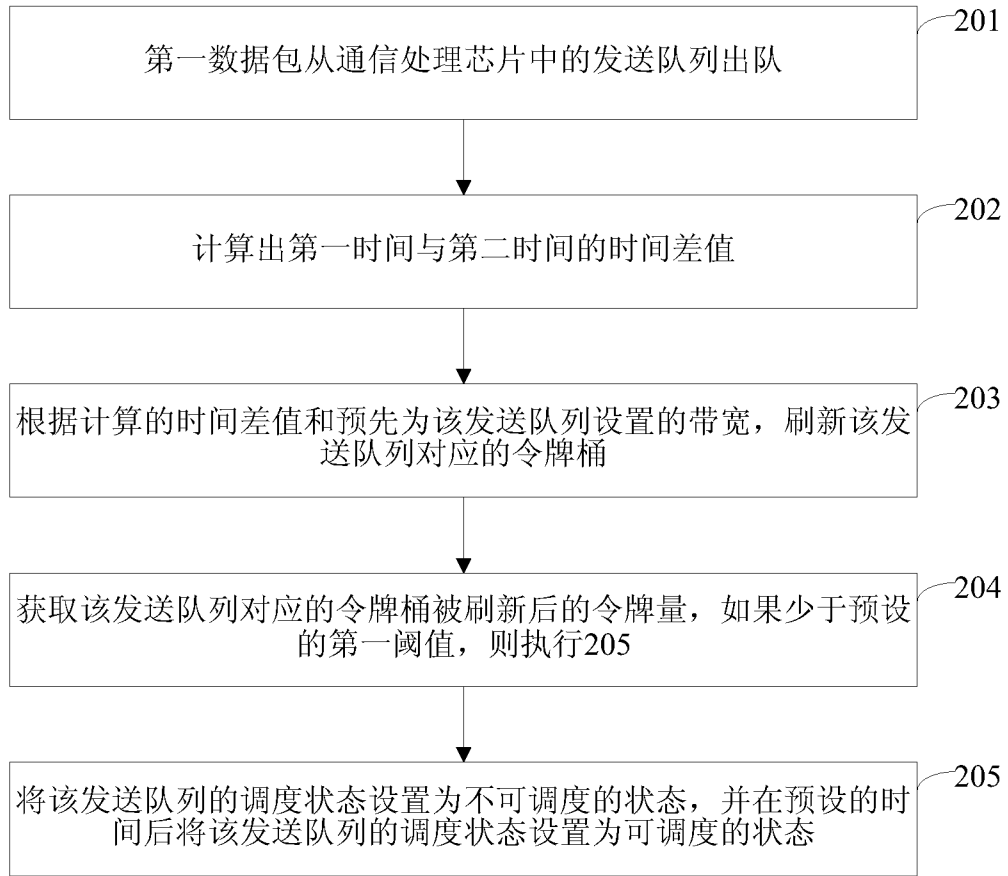 201
第一数据包从通信处理芯片中的发送队列出队
202
计算出第一时间与第二时间的时间差值
203
根据计算的时间差值和预先为该发送队列设置的带宽，刷新该发
送队列对应的令牌桶
204
获取该发送队列对应的令牌桶被刷新后的令牌量，如果少于预设
的第一阈值，则执行205
205
将该发送队列的调度状态设置为不可调度的状态，并在预设的时
间后将该发送队列的调度状态设置为可调度的状态